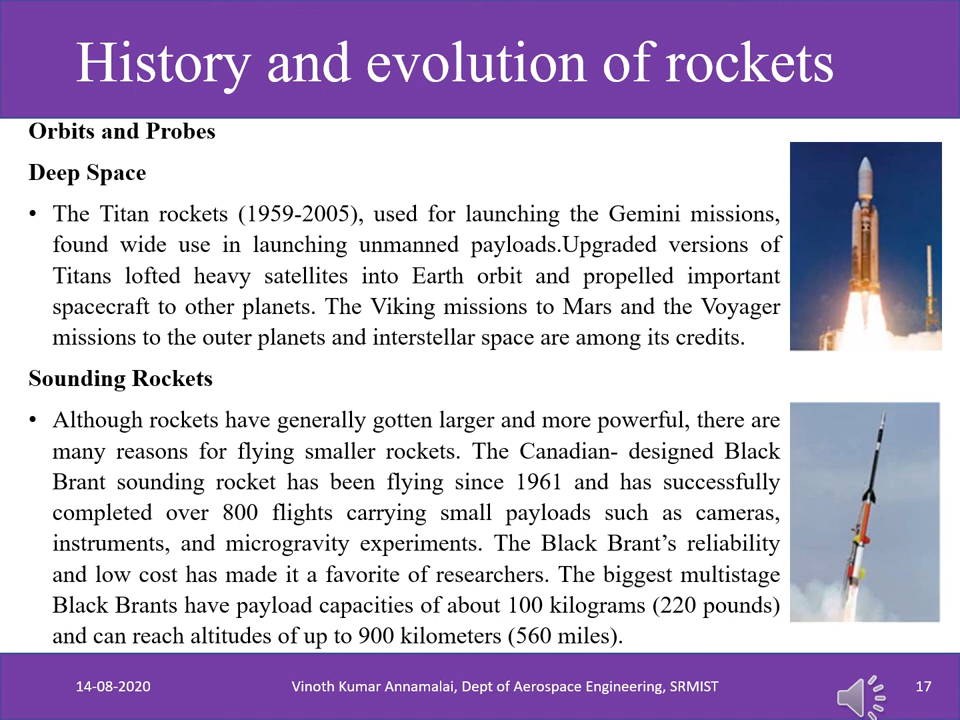 History and evolution of rockets
Orbits and Probes
Deep Space
• The Titan rockets (1959-2005), used for launching the Gemini missions,
found wide use in launching unmanned payloads.Upgraded versions of
Titans lofted heavy satellites into Earth orbit and propelled important
spacecraft to other planets. The Viking missions to Mars and the Voyager
missions to the outer planets and interstellar space are among its credits.
Sounding Rockets
• Although rockets have generally gotten larger and more powerful, there are
many reasons for flying smaller rockets. The Canadian- designed Black
Brant sounding rocket has been flying since 1961 and has successfully
completed over 800 flights carrying small payloads such as cameras,
instruments, and microgravity experiments. The Black Brant’s reliability
and low cost has made it a favorite of researchers. The biggest multistage
Black Brants have payload capacities of about 100 kilograms (220 pounds)
and can reach altitudes of up to 900 kilometers (560 miles).
14-08-2020
Vinoth Kumar Annamalai, Dept of Aerospace Engineering, SRMIST
17